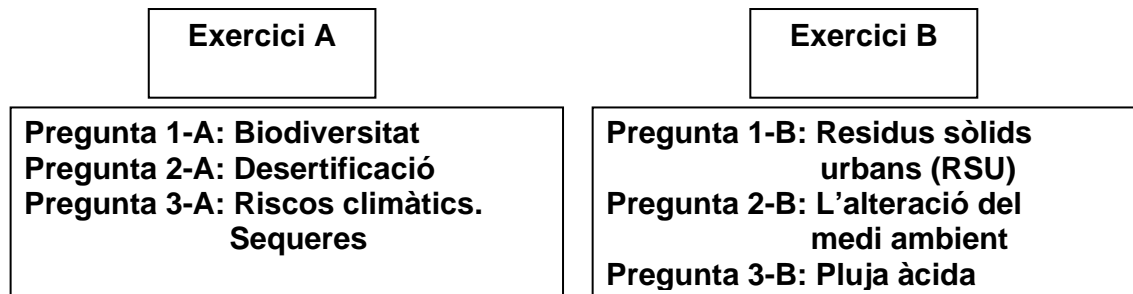 Exercici A
Pregunta 1-A: Biodiversitat
Pregunta 2-A: Desertificació
Pregunta 3-A: Riscos climàtics.
Sequeres
Exercici B
Pregunta 1-B: Residus sòlids
urbans (RSU)
Pregunta 2-B: L’alteració del
medi ambient
Pregunta 3-B: Pluja àcida